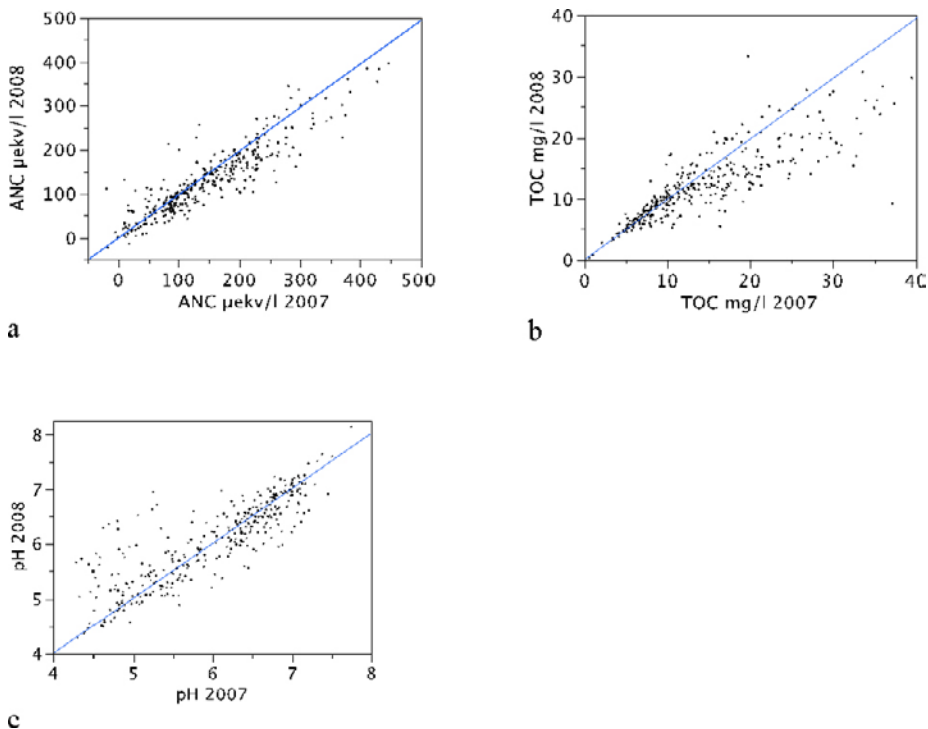 500
400
300
200
100
0
ANC µekv/l 2008
0 100 200 300 400 500
ANC µekv/l 2007
a
40
30
20
10
0
TOC mg/l 2008
0 10 20 30 40
TOC mg/l 2007
b
8
7
6
5
4
pH 2008
4 5 6 7 8
pH 2007
c